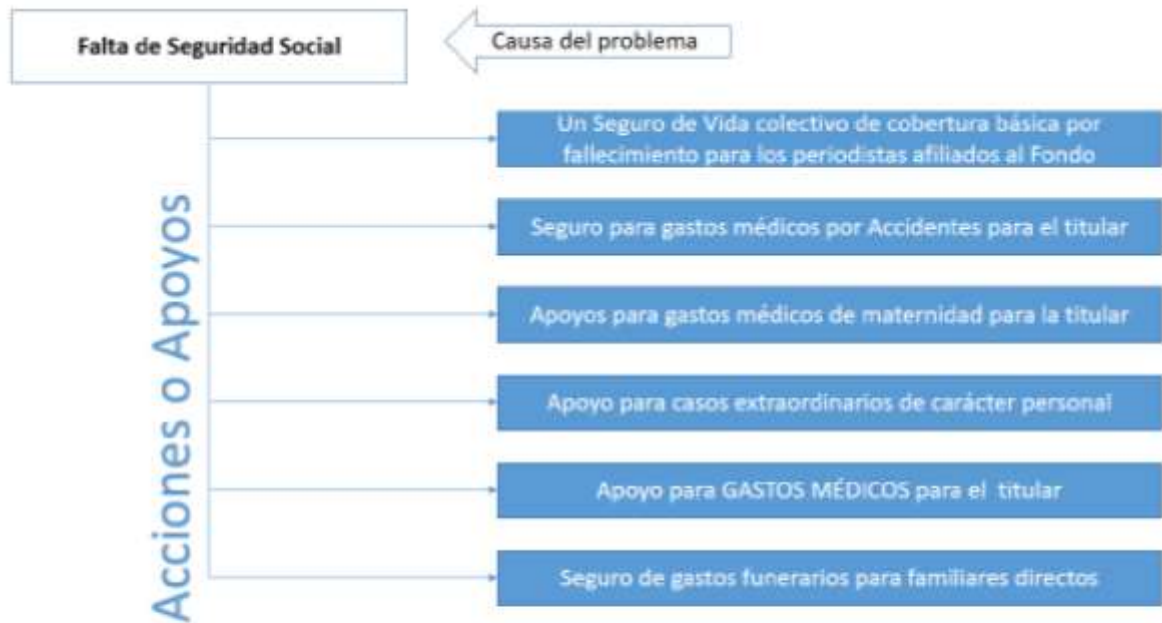 Falta de Seguridad Social
Causa del problema
Acciones o Apoyos
Un Seguro de Vida colectivo de cobertura básica por
fallecimiento para los periodistas afiliados al Fondo
Seguro para gastos médicos por Accidentes para el titular
Apoyos para gastos médicos de maternidad para la titular
Apoyo para casos extraordinarios de carácter personal
Apoyo para GASTOS MÉDICOS para el titular
Seguro de gastos funerarios para familiares directos